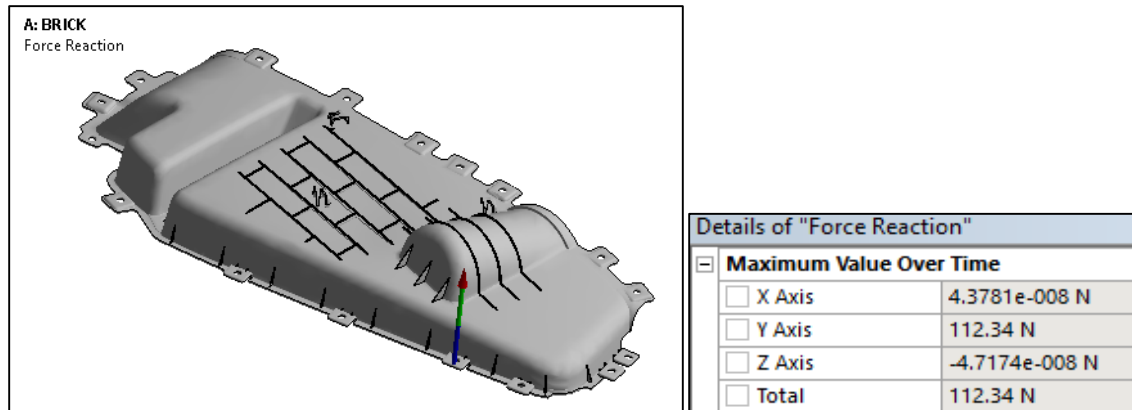 A: BRICK
Force Reaction
Details of "Force Reaction"
Maximum Value Over Time
X Axis 4.3781e-008 N
Y Axis 112.34 N
Z Axis -4.7174e-008 N
Total 112.34 N